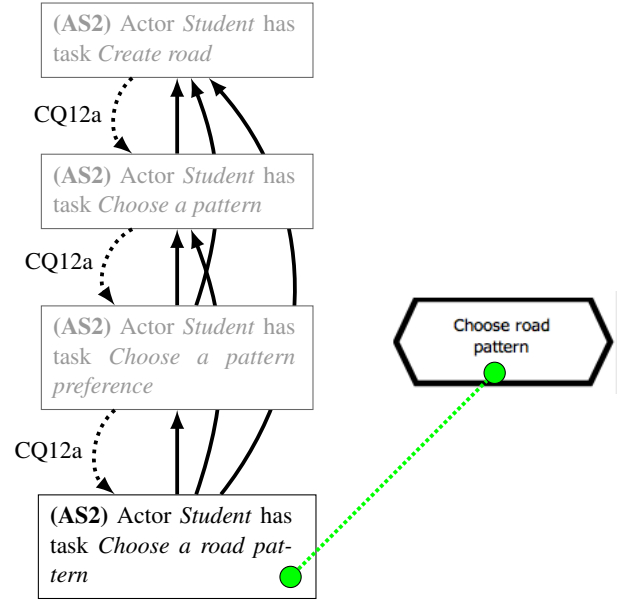 (AS2) Actor Student has
task Create road
CQ12a
(AS2) Actor Student has
task Choose a pattern
CQ12a
(AS2) Actor Student has
task Choose a pattern
preference
Choose road
pattern
CQ12a
(AS2) Actor Student has
task Choose a road pat-
tern